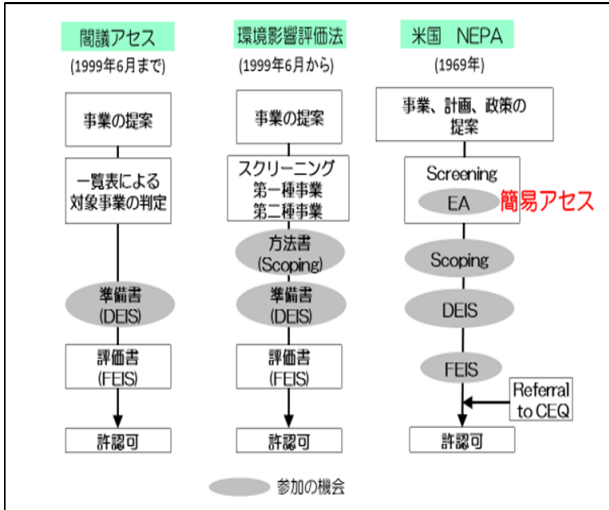 閣議アセス
(1999年6月まで)
事業の提案
一覧表による
対象事業の判定
準備書
(DEIS)
評価書
(FEIS)
許認可
環境影響評価法
(1999年6月から)
事業の提案
スクリーニング
第一種事業
第二種事業
方法書
(Scoping)
準備書
(DEIS)
評価書
(FEIS)
許認可
米国 NEPA
(1969年)
事業、計画、政策の
提案
Screening
EA
簡易アセス
Scoping
DEIS
FEIS
Referral
to CEQ
許認可
参加の機会